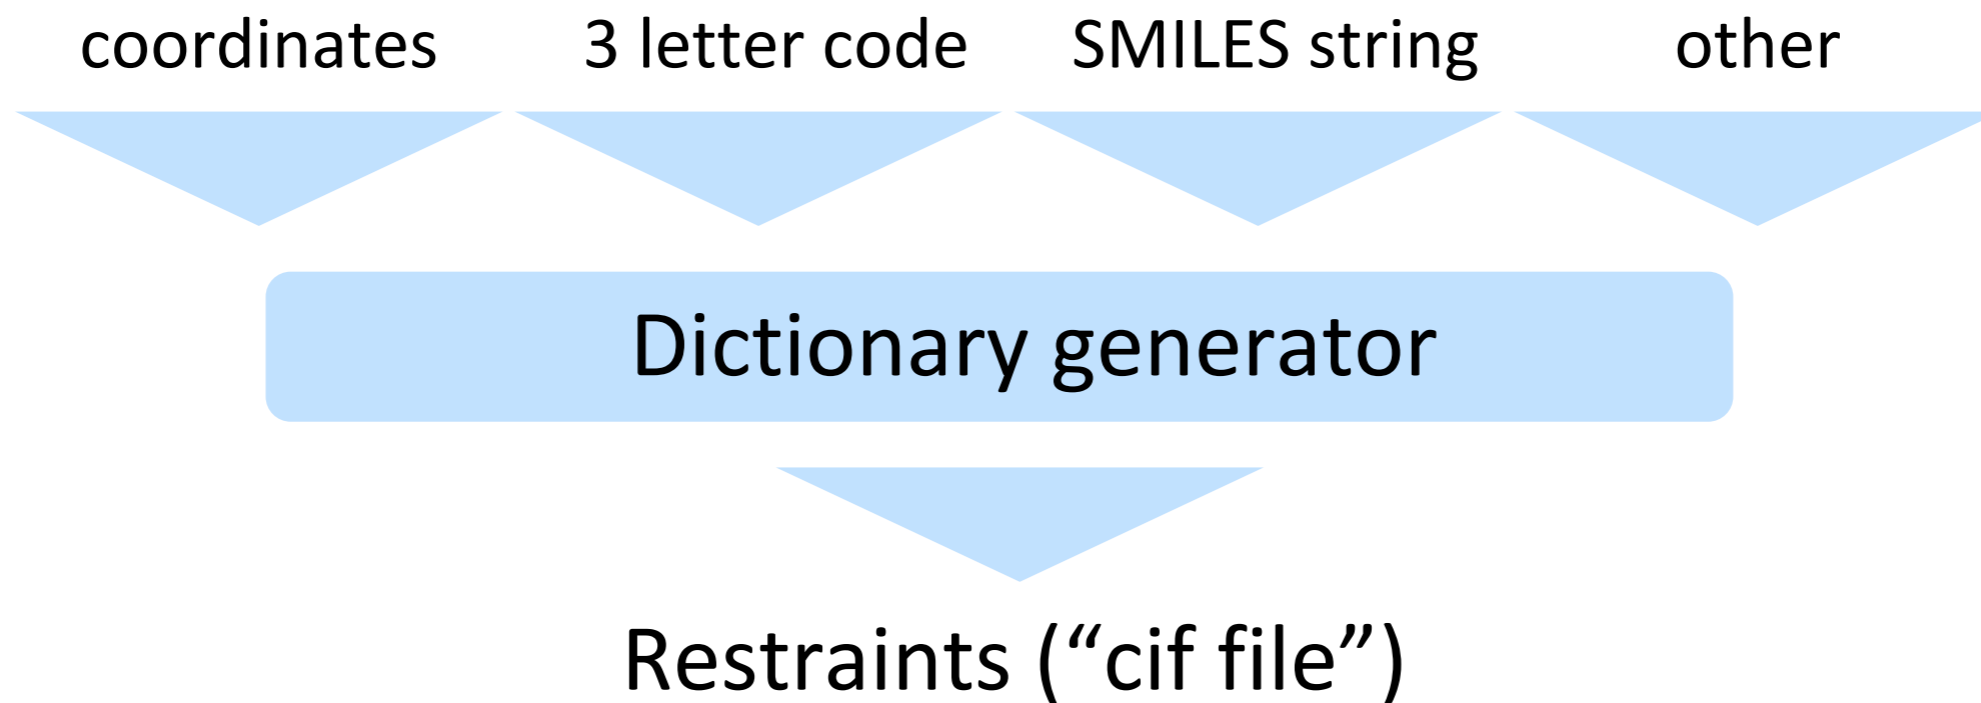 coordinates 3 letter code SMILES string other
Dictionary generator
Restraints (“cif file”)